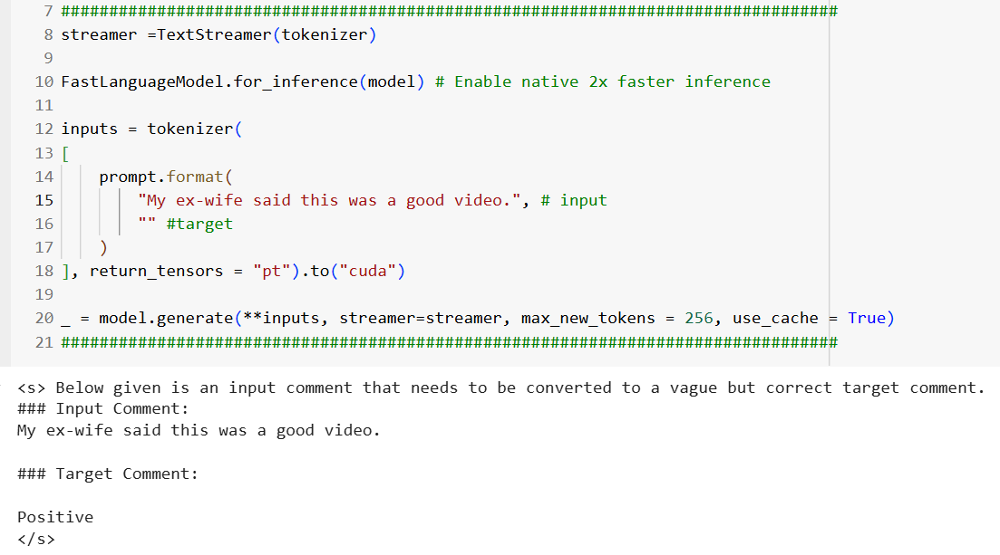 7 #################################################################################
8 streamer =TextStreamer(tokenizer)
9
10 FastLanguageModel.for_inference(model) # Enable native 2x faster inference
11
12 inputs = tokenizer(
13 [
14     prompt.format(
15         "My ex-wife said this was a good video.", # input
16         "" #target
17     )
18 ], return_tensors = "pt").to("cuda")
19
20 _ = model.generate(**inputs, streamer=streamer, max_new_tokens = 256, use_cache = True)
21 #################################################################################
<s> Below given is an input comment that needs to be converted to a vague but correct target comment.
### Input Comment:
My ex-wife said this was a good video.

### Target Comment:

Positive
</s>